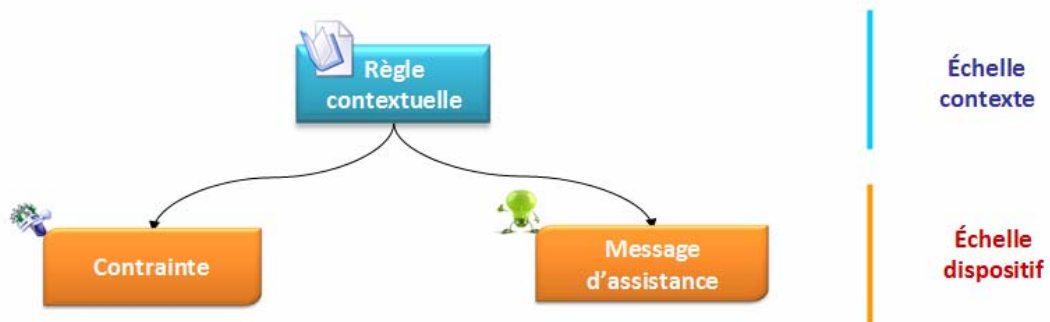 Règle
contextuelle
Échelle
contexte
Contrainte
Message
d'assistance
Échelle
dispositif